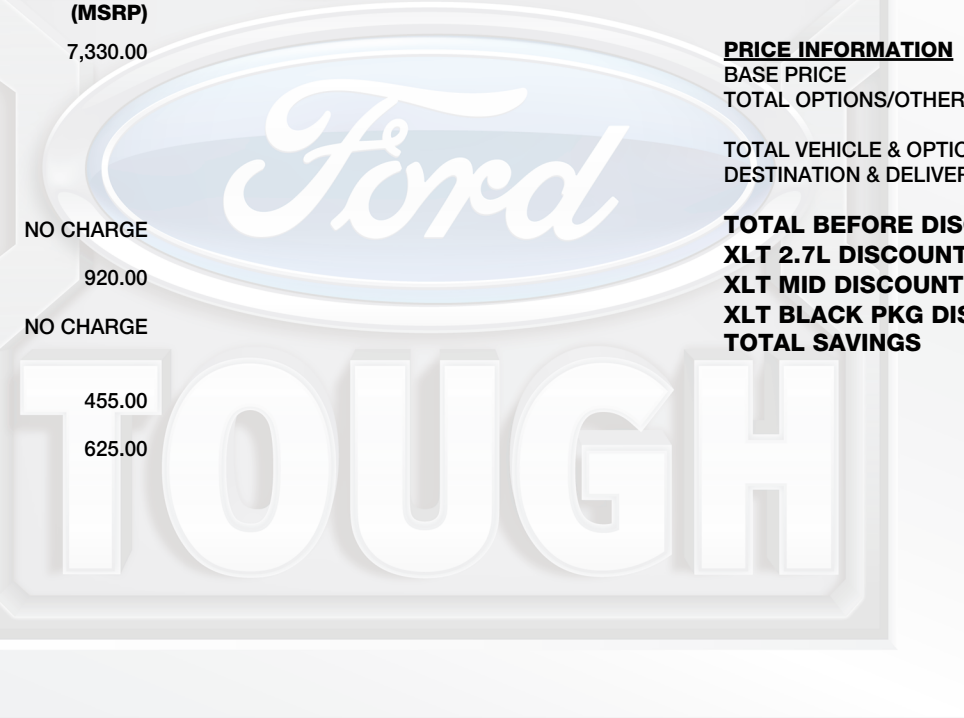 (MSRP)
7,330.00
NO CHARGE
920.00
NO CHARGE
455.00
625.00
PRICE INFORMATION
BASE PRICE
TOTAL OPTIONS/OTHER
TOTAL VEHICLE & OPTIO
DESTINATION & DELIVER
TOTAL BEFORE DISC
XLT 2.7L DISCOUNT
XLT MID DISCOUNT
XLT BLACK PKG DIS
TOTAL SAVINGS
Ford
TOUGH